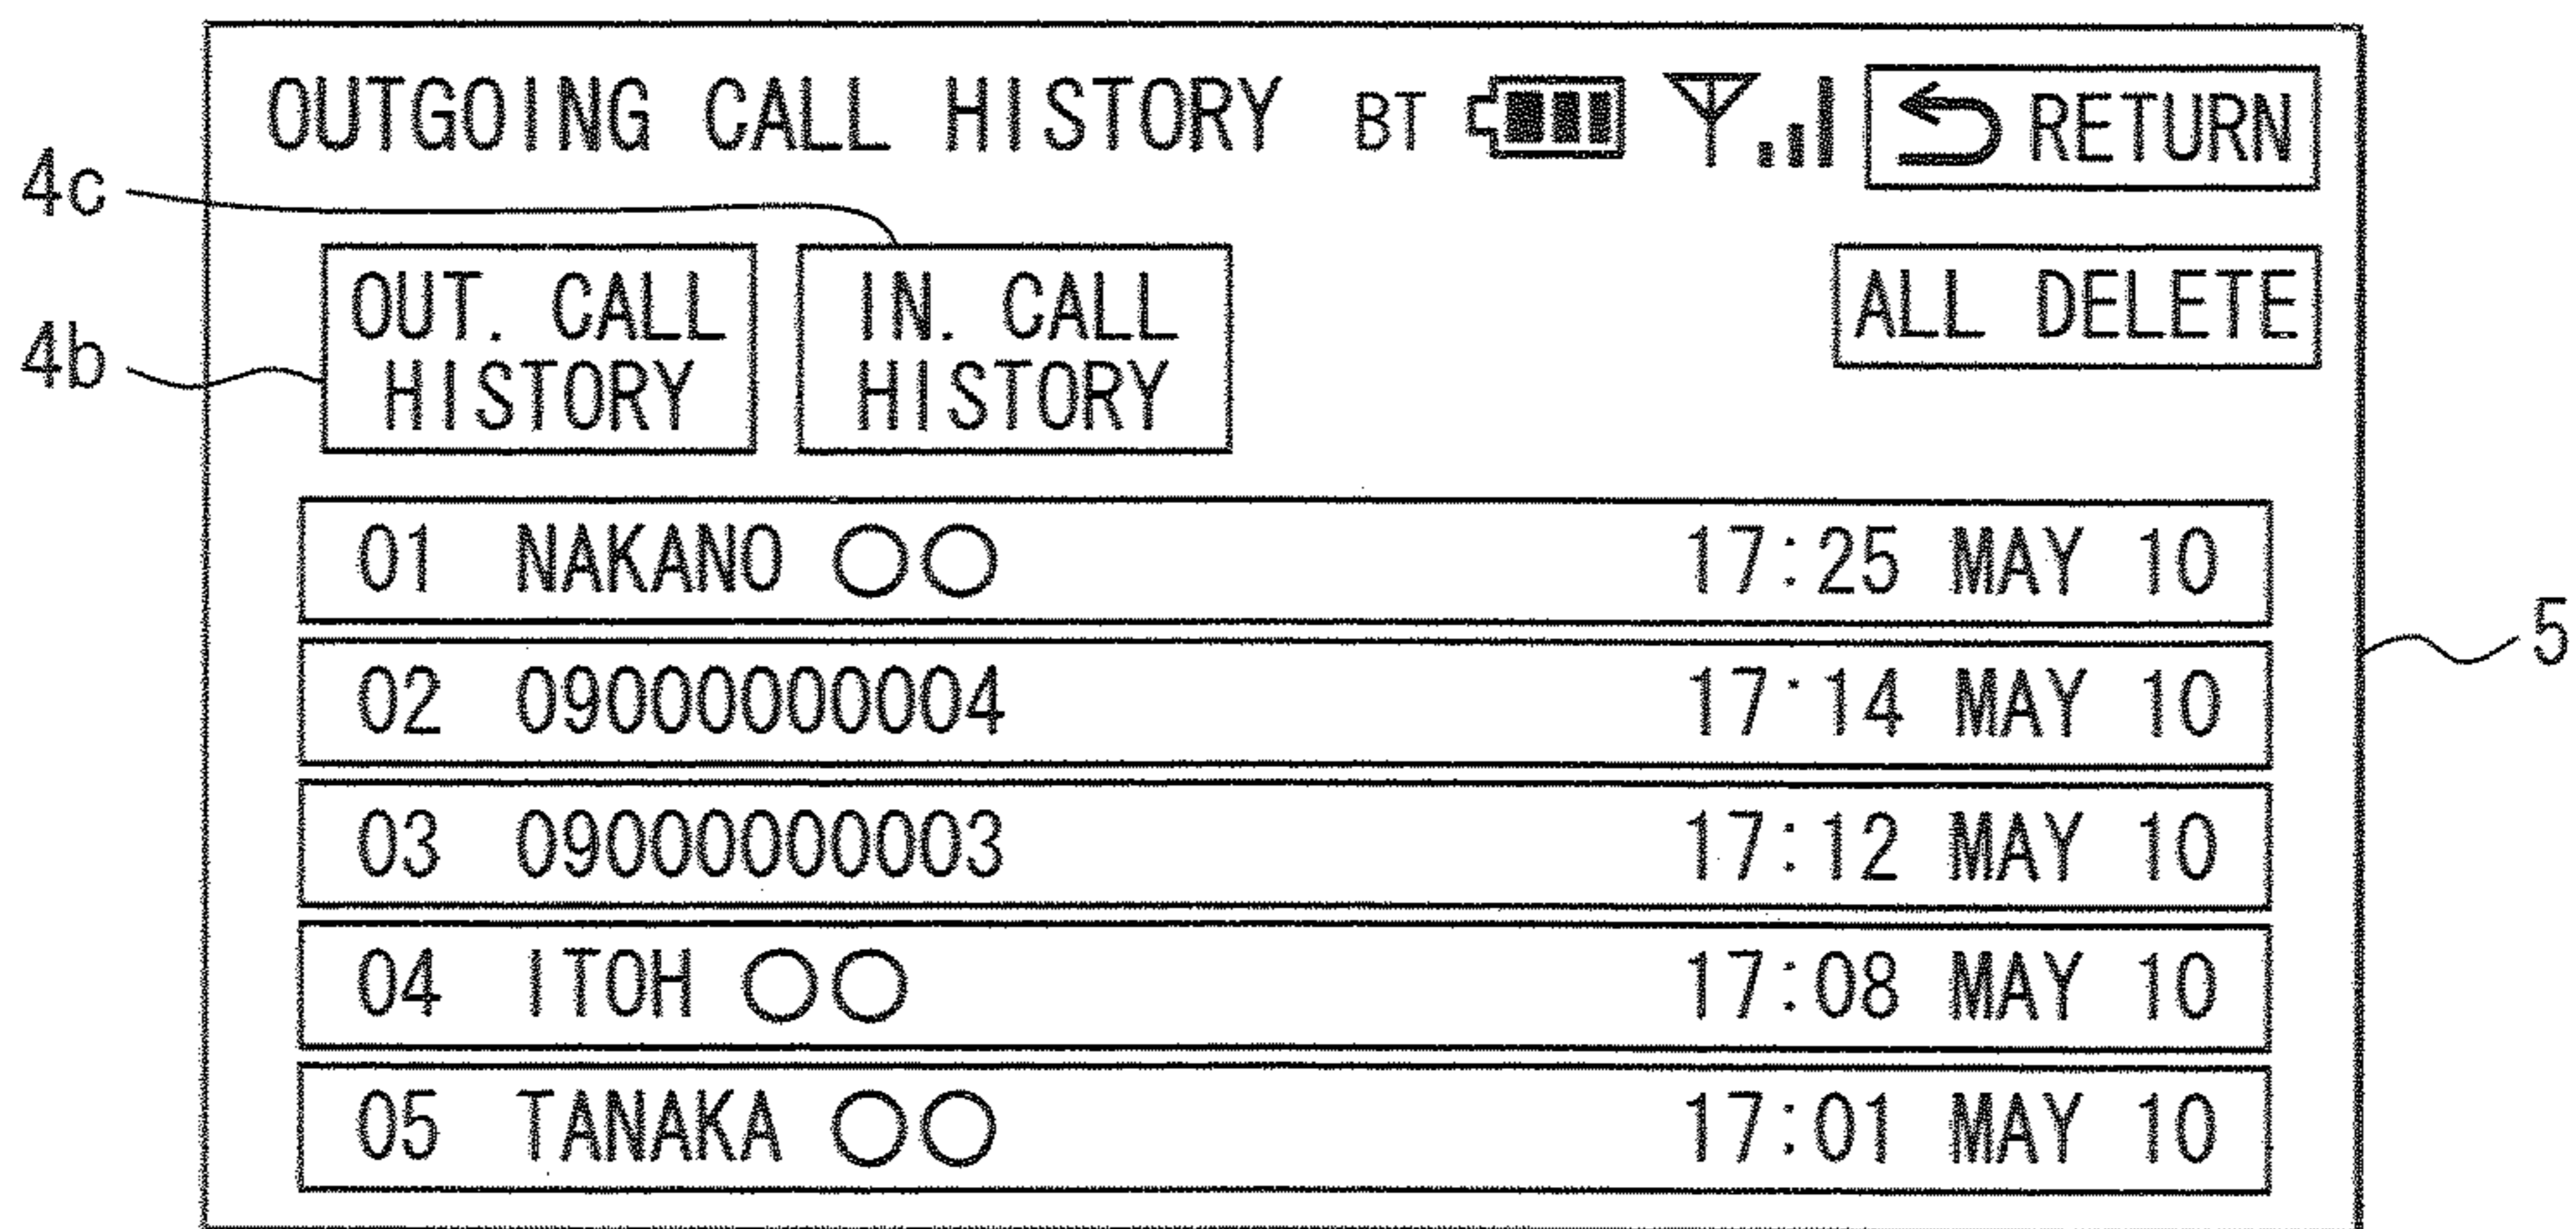 OUTGOING CALL HISTORY BT RETURN
4c
OUT. CALL HISTORY
IN. CALL HISTORY
ALL DELETE
4b
01 NAKANO ○○ 17:25 MAY 10
5
02 09000000004 17:14 MAY 10
03 09000000003 17:12 MAY 10
04 ITOH ○○ 17:08 MAY 10
05 TANAKA ○○ 17:01 MAY 10